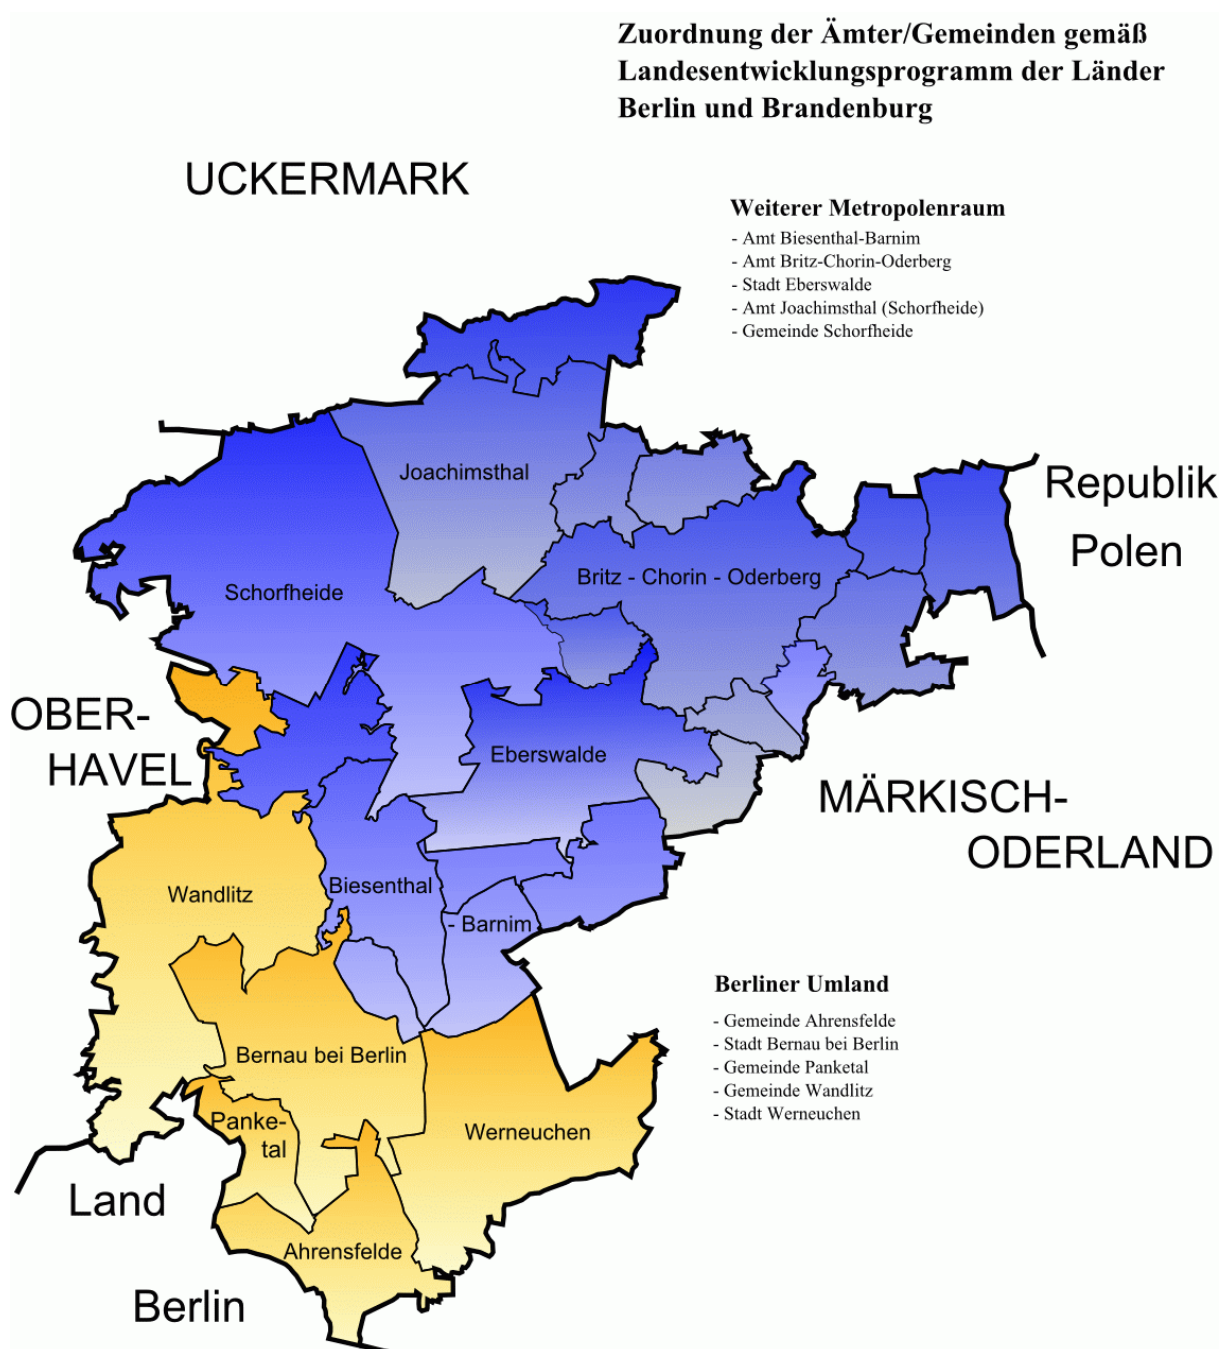 Zuordnung der Ämter/Gemeinden gemäß
Landesentwicklungsprogramm der Länder
Berlin und Brandenburg
UCKERMARK
Weiterer Metropolenraum
- Amt Biesenthal-Barnim
- Amt Britz-Chorin-Oderberg
- Stadt Eberswalde
- Amt Joachimsthal (Schorfheide)
- Gemeinde Schorfheide
Joachimsthal
Republik
Polen
Britz - Chorin - Oderberg
Schorfheide
OBER-
HAVEL
Eberswalde
MÄRKISCH-
ODERLAND
Wandlitz
Biesenthal
- Barnim
Berliner Umland
- Gemeinde Ahrensfelde
- Stadt Bernau bei Berlin
- Gemeinde Panketal
- Gemeinde Wandlitz
- Stadt Werneuchen
Bernau bei Berlin
Panke-
tal
Werneuchen
Land
Berlin
Ahrensfelde